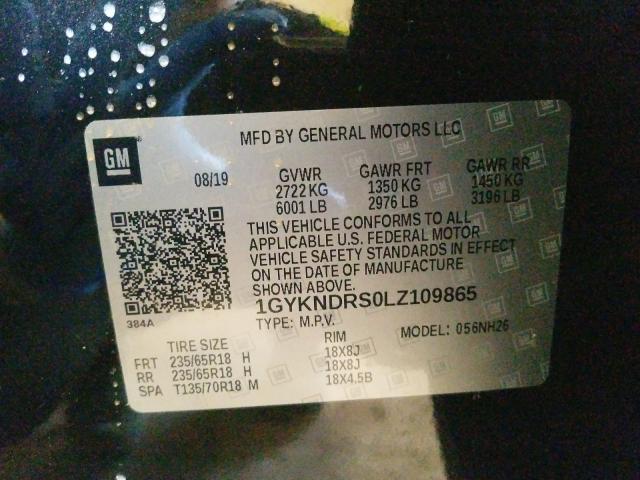 GM
MFD BY GENERAL MOTORS LLC
08/19
GVWR GAWR FRT GAWR RR
2722 KG 1350 KG 1450 KG
6001 LB 2976 LB 3196 LB
THIS VEHICLE CONFORMS TO ALL
APPLICABLE U.S. FEDERAL MOTOR
VEHICLE SAFETY STANDARDS IN EFFECT
ON THE DATE OF MANUFACTURE
SHOWN ABOVE.
1GYKNDRS0LZ109865
384A
TYPE: M.P.V. MODEL: 056NH26
TIRE SIZE RIM
FRT 235/65R18 H 18X8J
RR 235/65R18 H 18X8J
SPA T135/70R18 M 18X4.5B